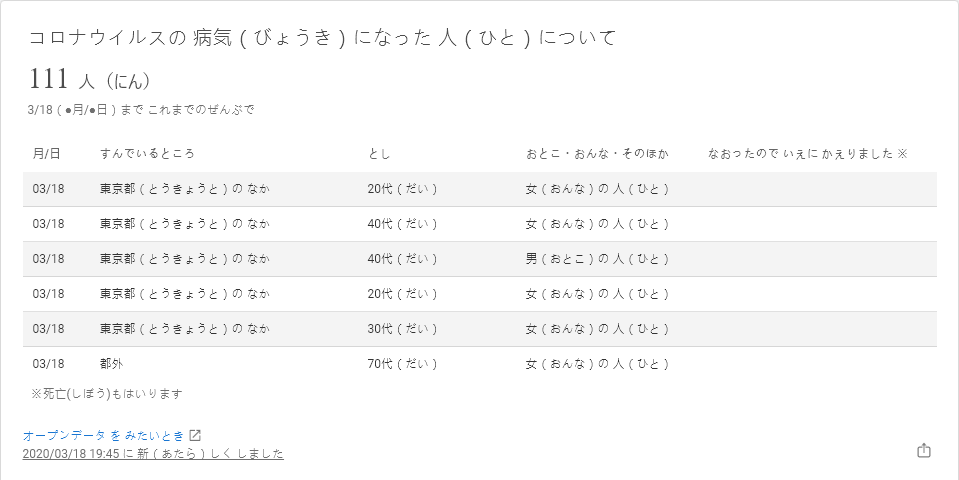 コロナウイルスの 病気 ( びょうき ) になった 人 ( ひと ) について
111 人（にん）
3/18 ( ●月/●日 ) まで これまでのぜんぶで
月/日 すんでいるところ とし おとこ・おんな・そのほか なおったので いえに かえりました ※
03/18 東京都 ( とうきょうと ) の なか 20代 ( だい ) 女 ( おんな ) の 人 ( ひと )
03/18 東京都 ( とうきょうと ) の なか 40代 ( だい ) 女 ( おんな ) の 人 ( ひと )
03/18 東京都 ( とうきょうと ) の なか 40代 ( だい ) 男 ( おとこ ) の 人 ( ひと )
03/18 東京都 ( とうきょうと ) の なか 20代 ( だい ) 女 ( おんな ) の 人 ( ひと )
03/18 東京都 ( とうきょうと ) の なか 30代 ( だい ) 女 ( おんな ) の 人 ( ひと )
03/18 都外 70代 ( だい ) 女 ( おんな ) の 人 ( ひと )
※死亡(しぼう)もはいります
オープンデータ を みたいとき
2020/03/18 19:45 に 新 ( あたら ) しく しました